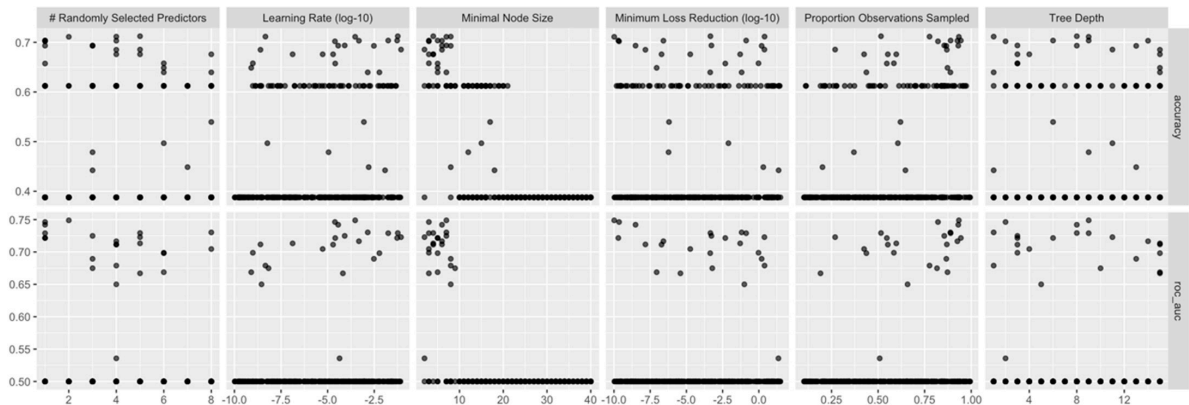 # Randomly Selected Predictors
Learning Rate (log-10)
Minimal Node Size
Minimum Loss Reduction (log-10)
Proportion Observations Sampled
Tree Depth
0.7
0.6
0.5
0.4
accuracy
0.75
0.70
0.65
0.60
0.55
0.50
roc_auc
2 4 6 8 -10.0 -7.5 -5.0 -2.5 10 20 30 40 -10.0 -7.5 -5.0 -2.5 0.0 0.25 0.50 0.75 1.00 4 8 12